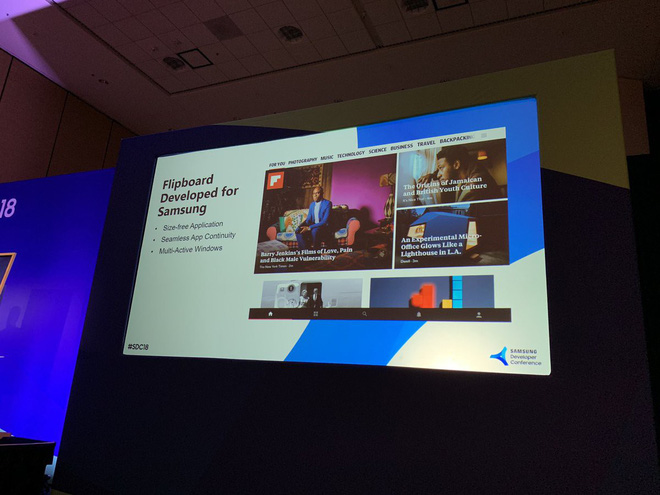 18
Flipboard
Developed for
Samsung
• Size-free Application
• Seamless App Continuity
• Multi-Active Windows
FOR YOU PHOTOGRAPHY MUSIC TECHNOLOGY SCIENCE BUSINESS TRAVEL BACKPACKING
Barry Jenkins's Films of Love, Pain
and Black Male Vulnerability
The New York Times
The Origins of Jamaican
and British Youth Culture
An Experimental Micro-
Office Glows Like a
Lighthouse in L.A.
#SDC18
SAMSUNG
Developer
Conference